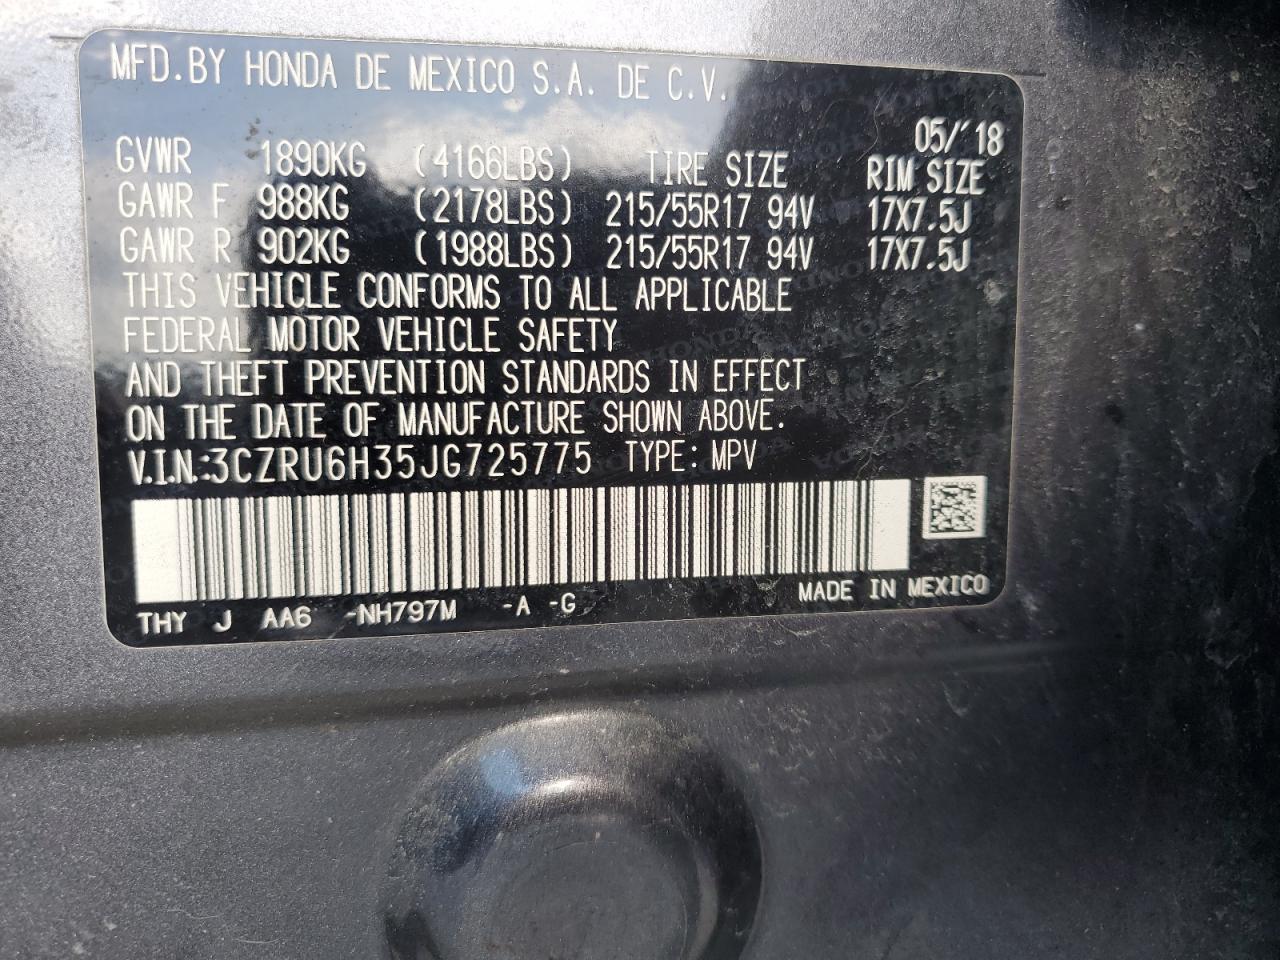 MFD.BY HONDA DE MEXICO S.A. DE C.V.
05/'18
GVWR 1890KG (4166LBS) TIRE SIZE RIM SIZE
GAWR F 988KG (2178LBS) 215/55R17 94V 17X7.5J
GAWR R 902KG (1988LBS) 215/55R17 94V 17X7.5J
THIS VEHICLE CONFORMS TO ALL APPLICABLE
FEDERAL MOTOR VEHICLE SAFETY
AND THEFT PREVENTION STANDARDS IN EFFECT
ON THE DATE OF MANUFACTURE SHOWN ABOVE.
V.I.N.:3CZRU6H35JG725775 TYPE: MPV
MADE IN MEXICO
THY J AA6 -NH797M -A -G